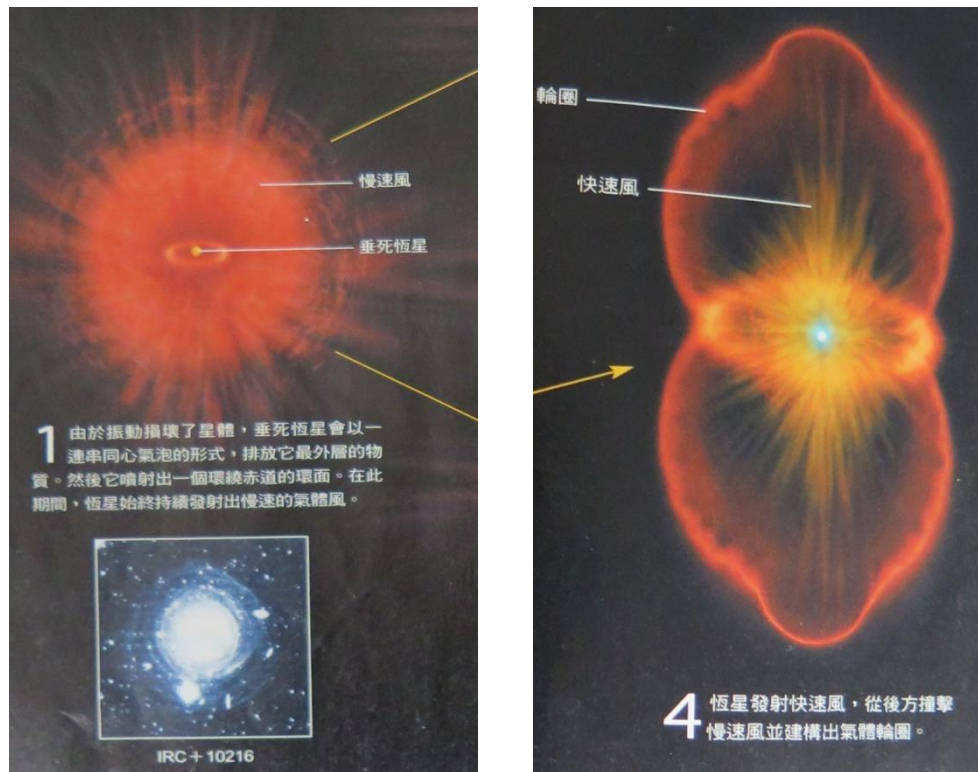 慢速風
垂死恆星
1 由於振動損壞了星體，垂死恆星會以一
連串同心氣泡的形式，排放它最外層的物
質。然後它噴射出一個環繞赤道的環面。在此
期間，恆星始終持續發射出慢速的氣體風。
IRC＋10216
輪圈
快速風
4 恆星發射快速風，從後方撞擊
慢速風並建構出氣體輪圈。